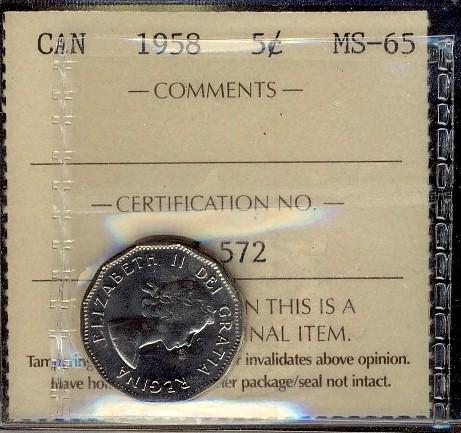 CAN 1958 5¢ MS-65
— COMMENTS —
— CERTIFICATION NO. —
572
THIS IS A
ITEM.
invalidates above opinion.
package/seal not intact.
ELIZABETH II DEI GRATIA REGINA